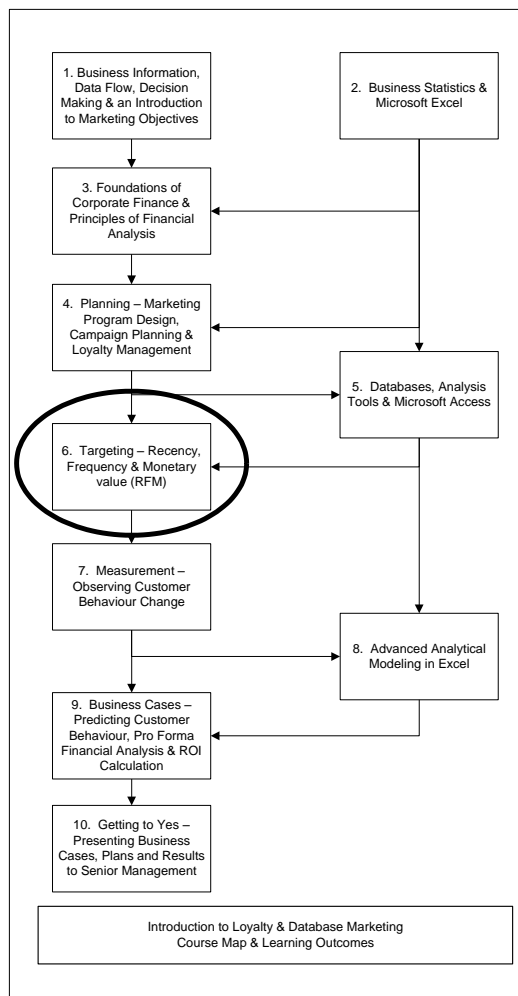 1. Business Information,
Data Flow, Decision
Making & an Introduction
to Marketing Objectives
2. Business Statistics &
Microsoft Excel
3. Foundations of
Corporate Finance &
Principles of Financial
Analysis
4. Planning – Marketing
Program Design,
Campaign Planning &
Loyalty Management
5. Databases, Analysis
Tools & Microsoft Access
6. Targeting – Recency,
Frequency & Monetary
value (RFM)
7. Measurement –
Observing Customer
Behaviour Change
8. Advanced Analytical
Modeling in Excel
9. Business Cases –
Predicting Customer
Behaviour, Pro Forma
Financial Analysis & ROI
Calculation
10. Getting to Yes –
Presenting Business
Cases, Plans and Results
to Senior Management
Introduction to Loyalty & Database Marketing
Course Map & Learning Outcomes